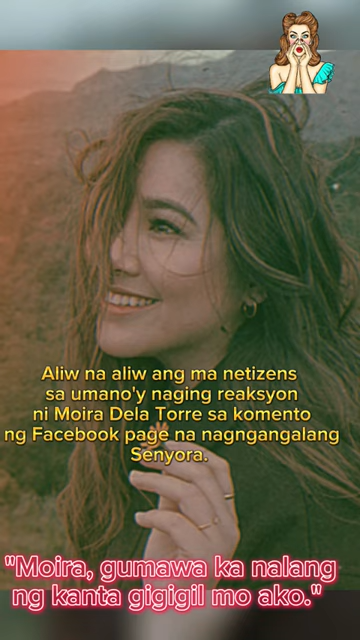 Aliw na aliw ang ma netizens
sa umano'y naging reaksyon
ni Moira Dela Torre sa komento
ng Facebook page na nagngangalang
Senyora.
"Moira, gumawa ka nalang
ng kanta gigigil mo ako."